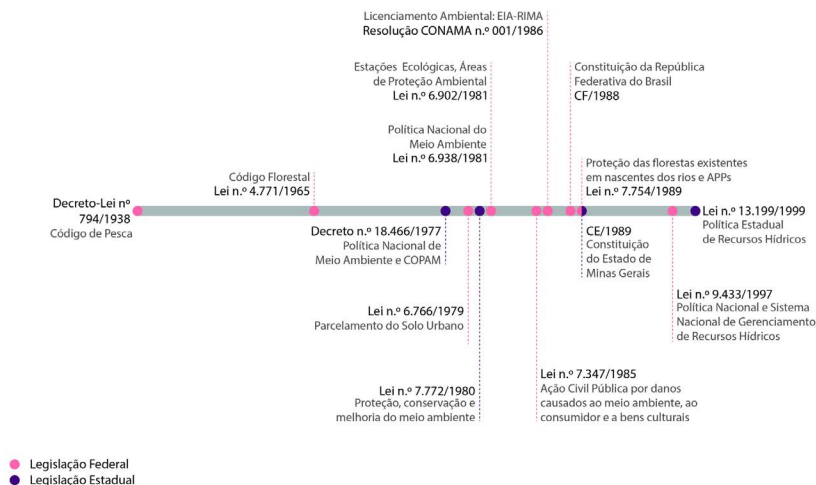 Licenciamento Ambiental: EIA-RIMA
Resolução CONAMA n.º 001/1986
Estações Ecológicas, Áreas
de Proteção Ambiental
Lei n.º 6.902/1981
Constituição da República
Federativa do Brasil
CF/1988
Política Nacional do
Meio Ambiente
Lei n.º 6.938/1981
Código Florestal
Lei n.º 4.771/1965
Proteção das florestas existentes
em nascentes dos rios e APPs
Lei n.º 7.754/1989
Decreto-Lei nº
794/1938
Código de Pesca
Decreto n.º 18.466/1977
Política Nacional de
Meio Ambiente e COPAM
CE/1989
Constituição
do Estado de
Minas Gerais
Lei n.º 13.199/1999
Política Estadual
de Recursos Hídricos
Lei n.º 6.766/1979
Parcelamento do Solo Urbano
Lei n.º 9.433/1997
Política Nacional e Sistema
Nacional de Gerenciamento
de Recursos Hídricos
Lei n.º 7.772/1980
Proteção, conservação e
melhoria do meio ambiente
Lei n.º 7.347/1985
Ação Civil Pública por danos
causados ao meio ambiente, ao
consumidor e a bens culturais
Legislação Federal
Legislação Estadual